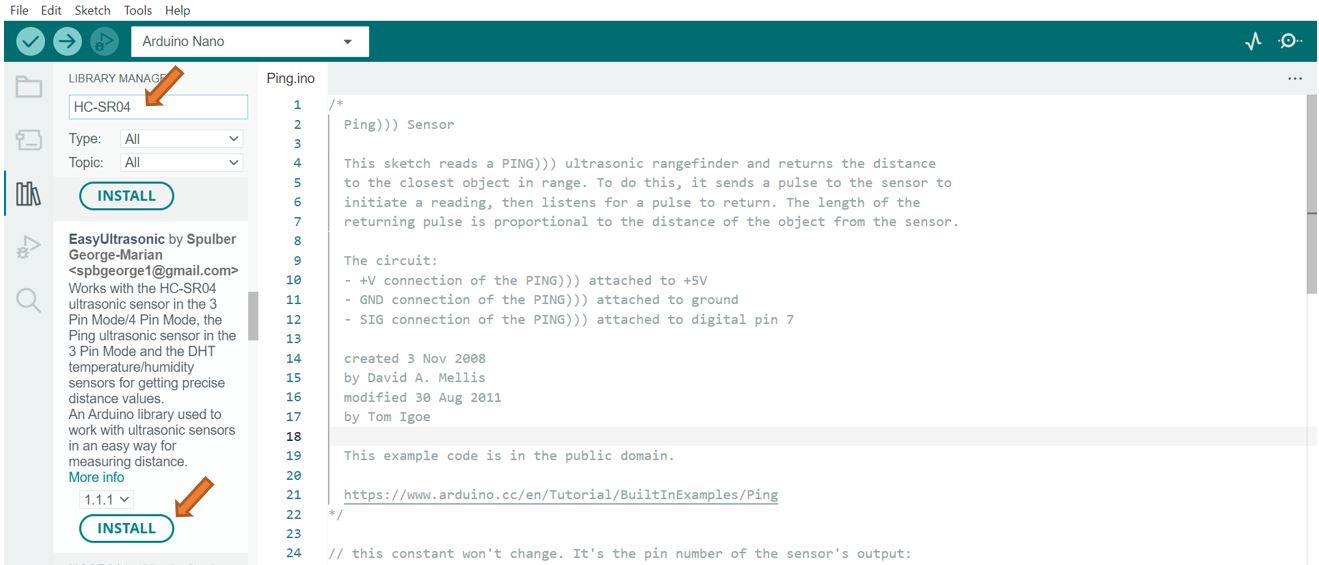 File Edit Sketch Tools Help
Arduino Nano
LIBRARY MANAGE
HC-SR04
Type: All
Topic: All
INSTALL
EasyUltrasonic by Spulber
George-Marian
<spbgeorge1@gmail.com>
Works with the HC-SR04
ultrasonic sensor in the 3
Pin Mode/4 Pin Mode, the
Ping ultrasonic sensor in the
3 Pin Mode and the DHT
temperature/humidity
sensors for getting precise
distance values.
An Arduino library used to
work with ultrasonic sensors
in an easy way for
measuring distance.
More info
1.1.1
INSTALL
Ping.ino
1 /*
2 Ping))) Sensor
3
4 This sketch reads a PING))) ultrasonic rangefinder and returns the distance
5 to the closest object in range. To do this, it sends a pulse to the sensor to
6 initiate a reading, then listens for a pulse to return. The length of the
7 returning pulse is proportional to the distance of the object from the sensor.
8
9 The circuit:
10 - +V connection of the PING))) attached to +5V
11 - GND connection of the PING))) attached to ground
12 - SIG connection of the PING))) attached to digital pin 7
13
14 created 3 Nov 2008
15 by David A. Mellis
16 modified 30 Aug 2011
17 by Tom Igoe
18
19 This example code is in the public domain.
20
21 https://www.arduino.cc/en/Tutorial/BuiltInExamples/Ping
22 */
23
24 // this constant won't change. It's the pin number of the sensor's output: